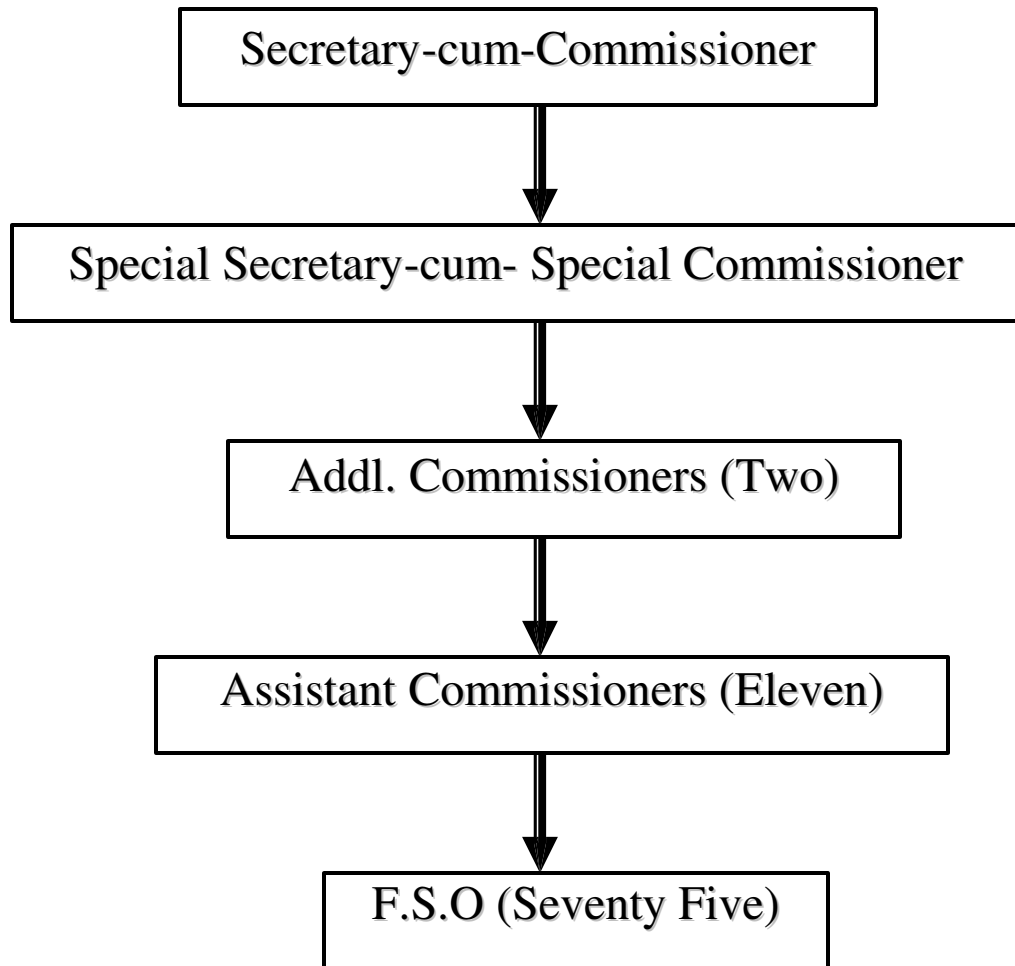 Secretary-cum-Commissioner
Special Secretary-cum- Special Commissioner
Addl. Commissioners (Two)
Assistant Commissioners (Eleven)
F.S.O (Seventy Five)